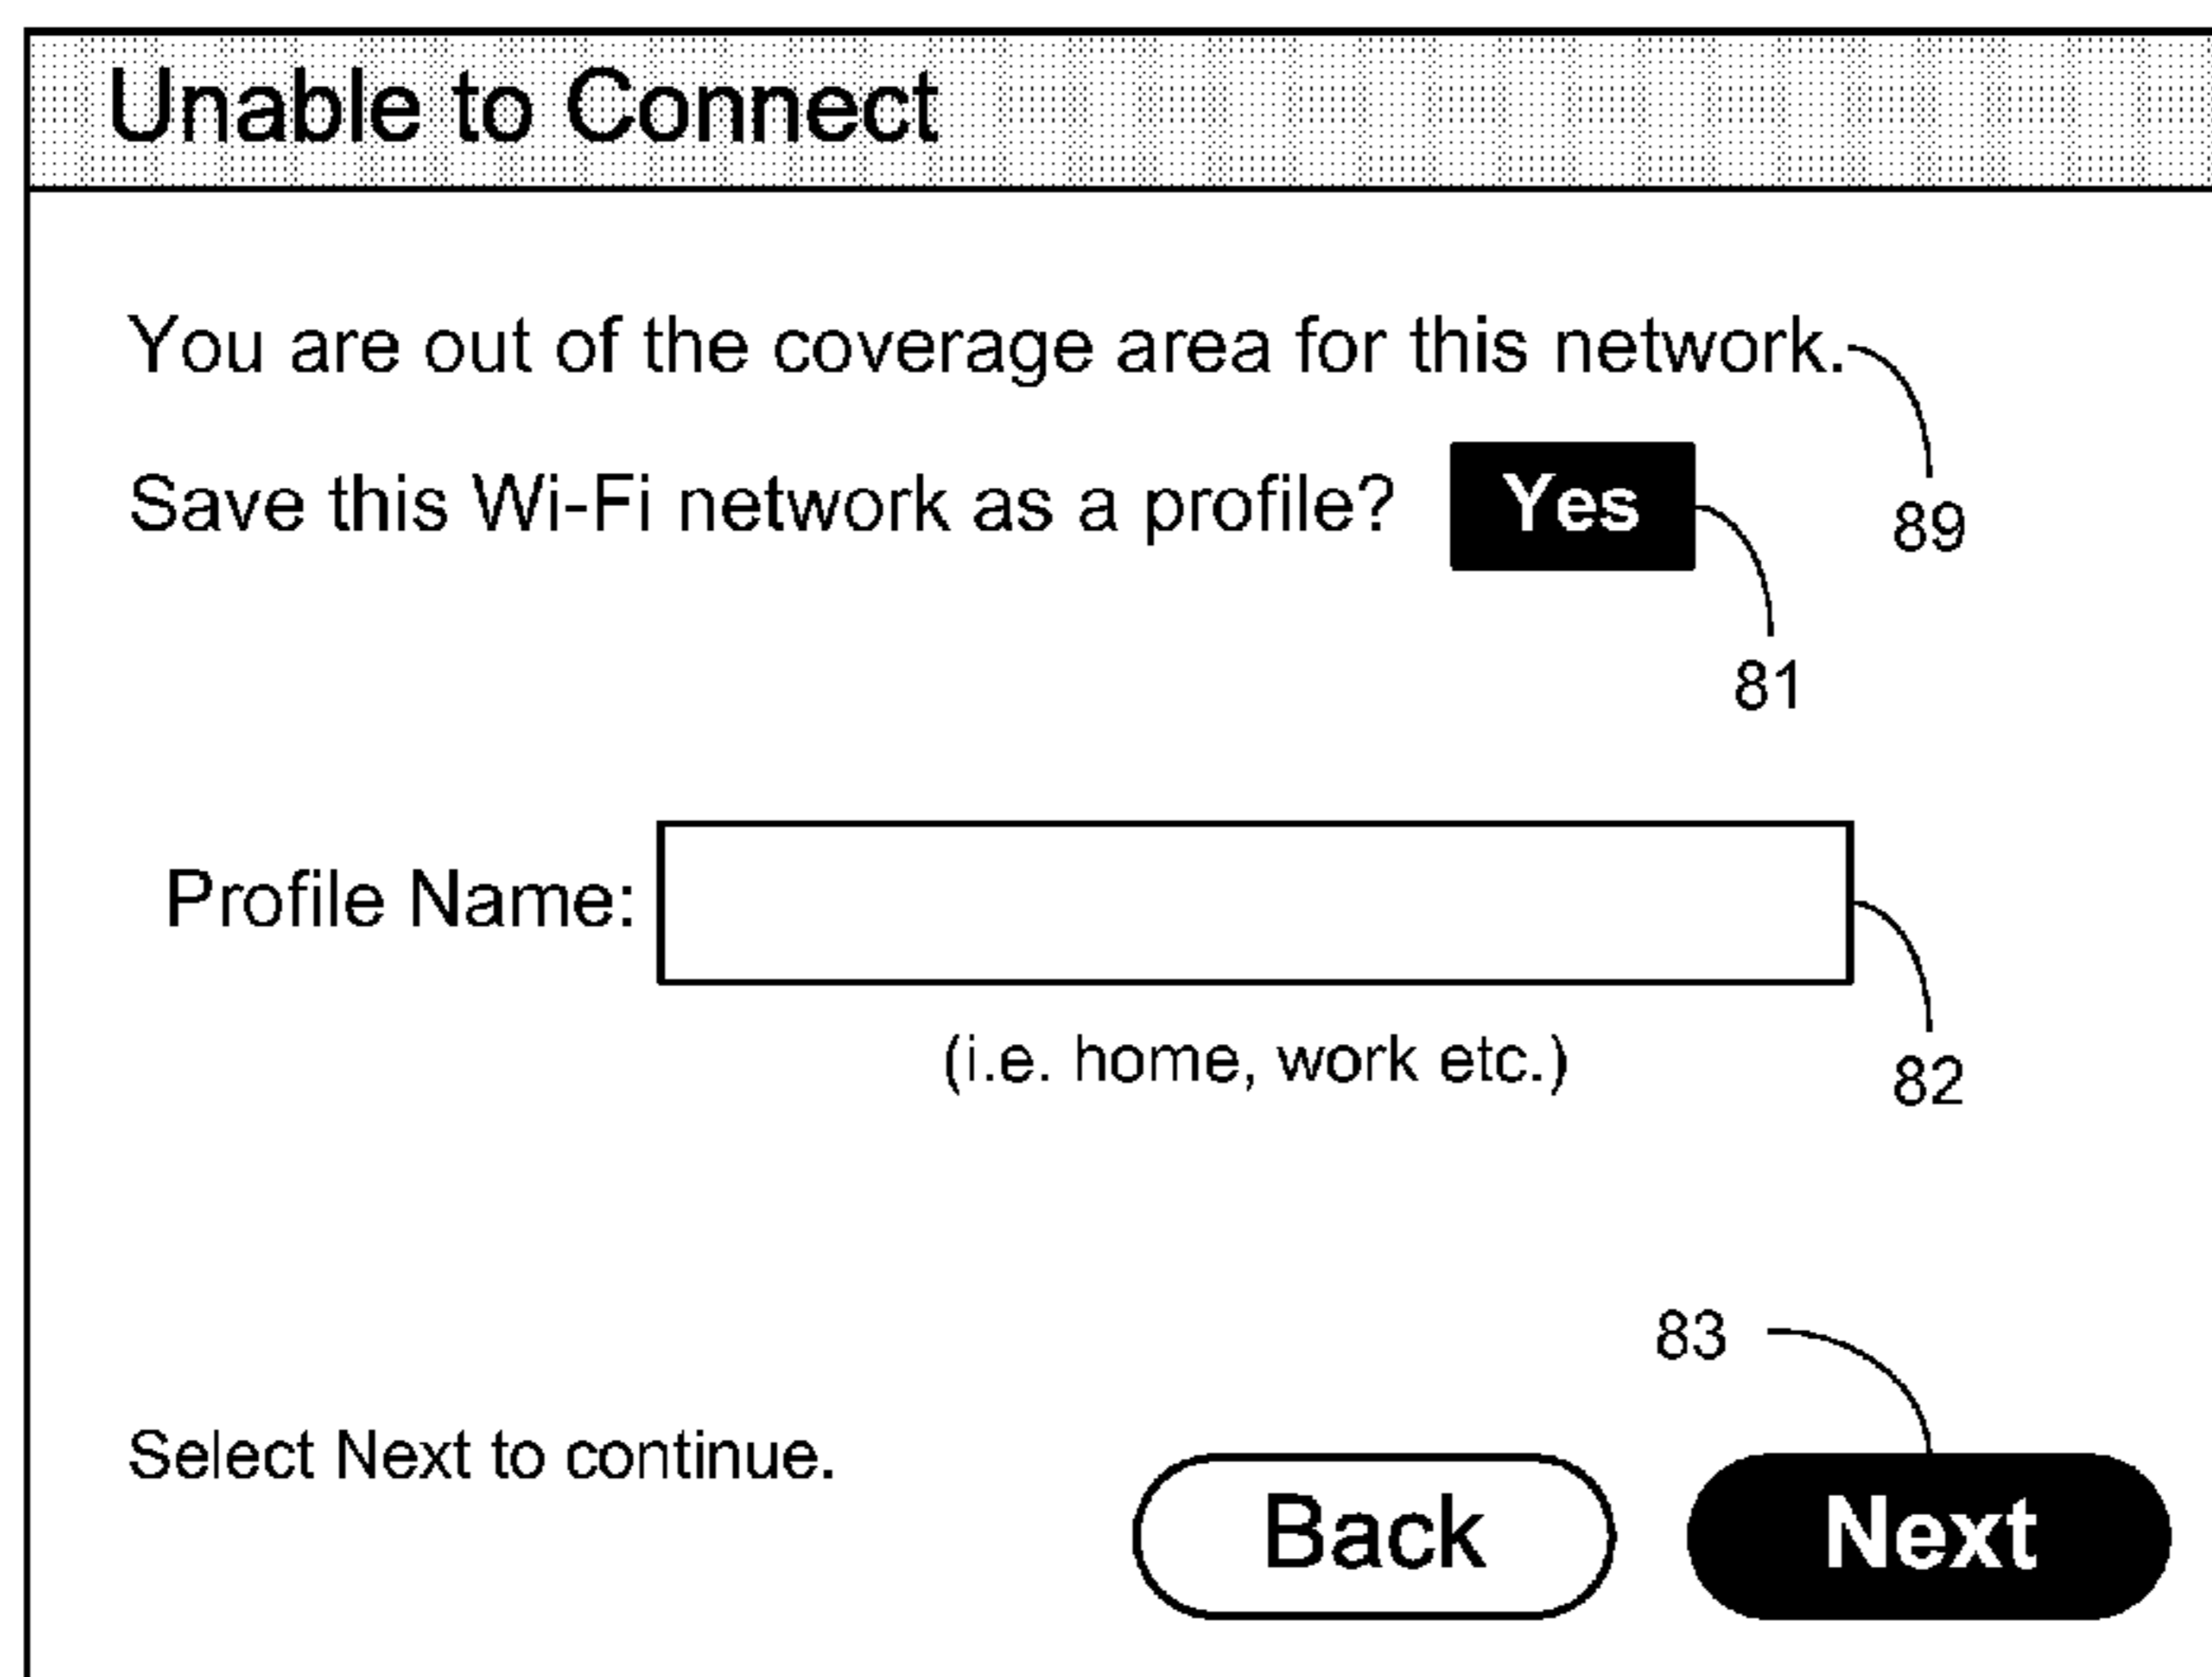 Unable to Connect
You are out of the coverage area for this network.
Save this Wi-Fi network as a profile? Yes
89
81
Profile Name:
(i.e. home, work etc.)
82
83
Select Next to continue.
Back Next